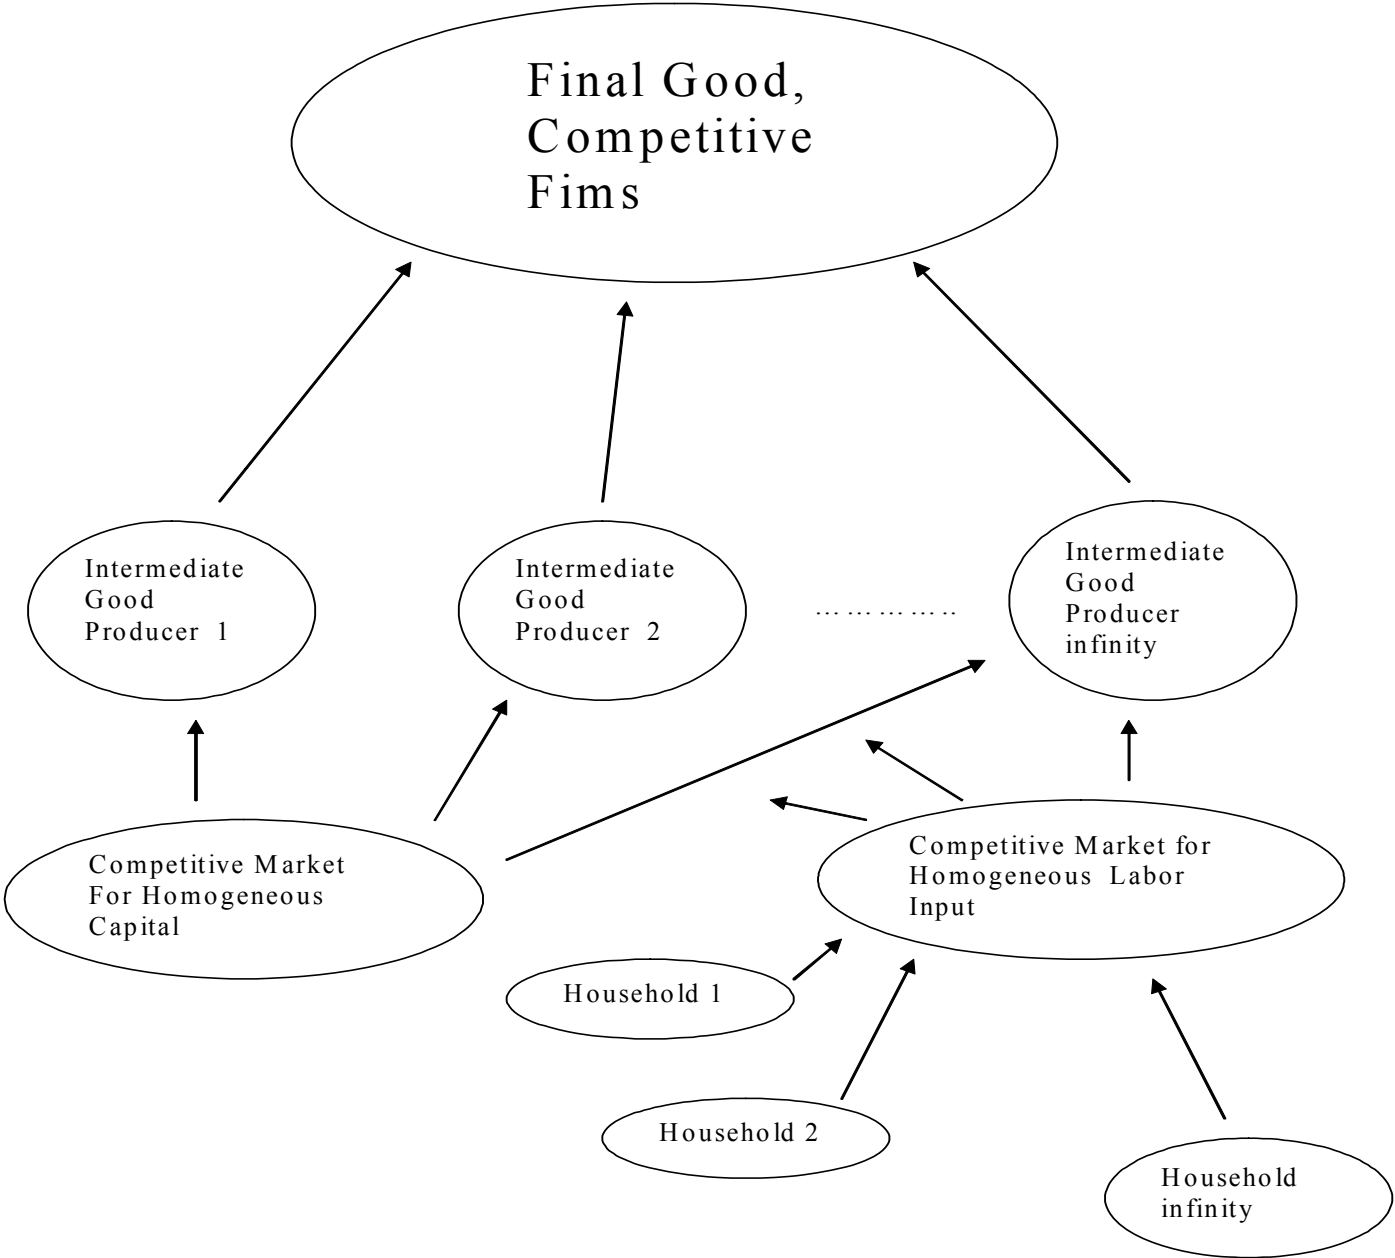 Final Good,
Competitive
Fims
Intermediate
Good
Producer 1
Intermediate
Good
Producer 2
……………..
Intermediate
Good
Producer
infinity
Competitive Market
For Homogeneous
Capital
Competitive Market for
Homogeneous Labor
Input
Household 1
Household 2
Household
infinity